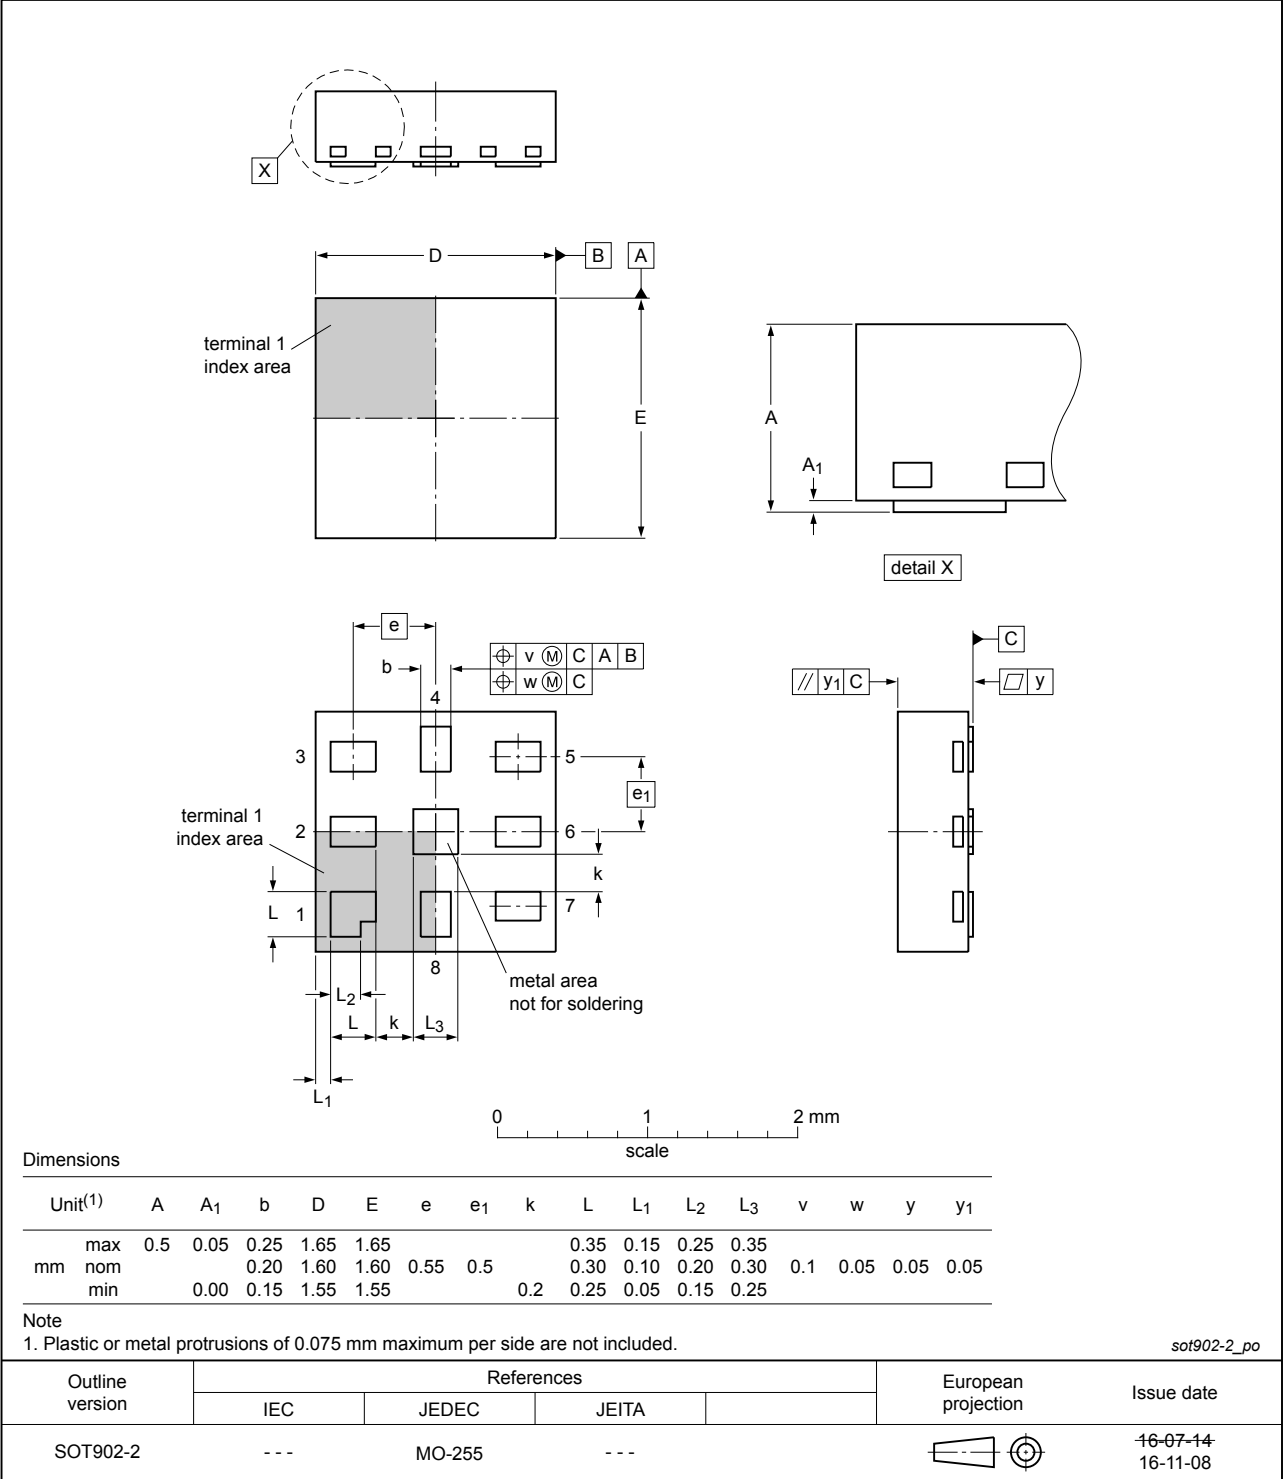 X
D
B
A
terminal 1
index area
E
A
A1
detail X
e
b
v M C A B
w M C
4
3
5
e1
terminal 1
index area
2
6
k
L
1
7
8
metal area
not for soldering
L2
L
k
L3
L1
C
// y1 C
y
0 1 2 mm
scale
Dimensions
Unit(1) A A1 b D E e e1 k L L1 L2 L3 v w y y1
max 0.5 0.05 0.25 1.65 1.65 0.35 0.15 0.25 0.35
mm nom 0.20 1.60 1.60 0.55 0.5 0.30 0.10 0.20 0.30 0.1 0.05 0.05 0.05
min 0.00 0.15 1.55 1.55 0.2 0.25 0.05 0.15 0.25
Note
1. Plastic or metal protrusions of 0.075 mm maximum per side are not included.
sot902-2_po
Outline
version
References
IEC JEDEC JEITA
European
projection
Issue date
SOT902-2 - - - MO-255 - - -
16-07-14
16-11-08